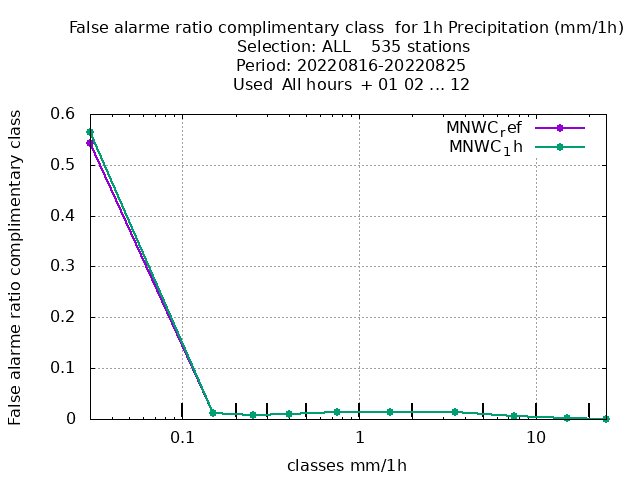 False alarme ratio complimentary class  for 1h Precipitation (mm/1h)
Selection: ALL    535 stations
Period: 20220816-20220825
Used  All hours  + 01 02 ... 12
False alarme ratio complimentary class
0.6
0.5
0.4
0.3
0.2
0.1
0
MNWCref
MNWC1h
0.1
1
10
classes mm/1h